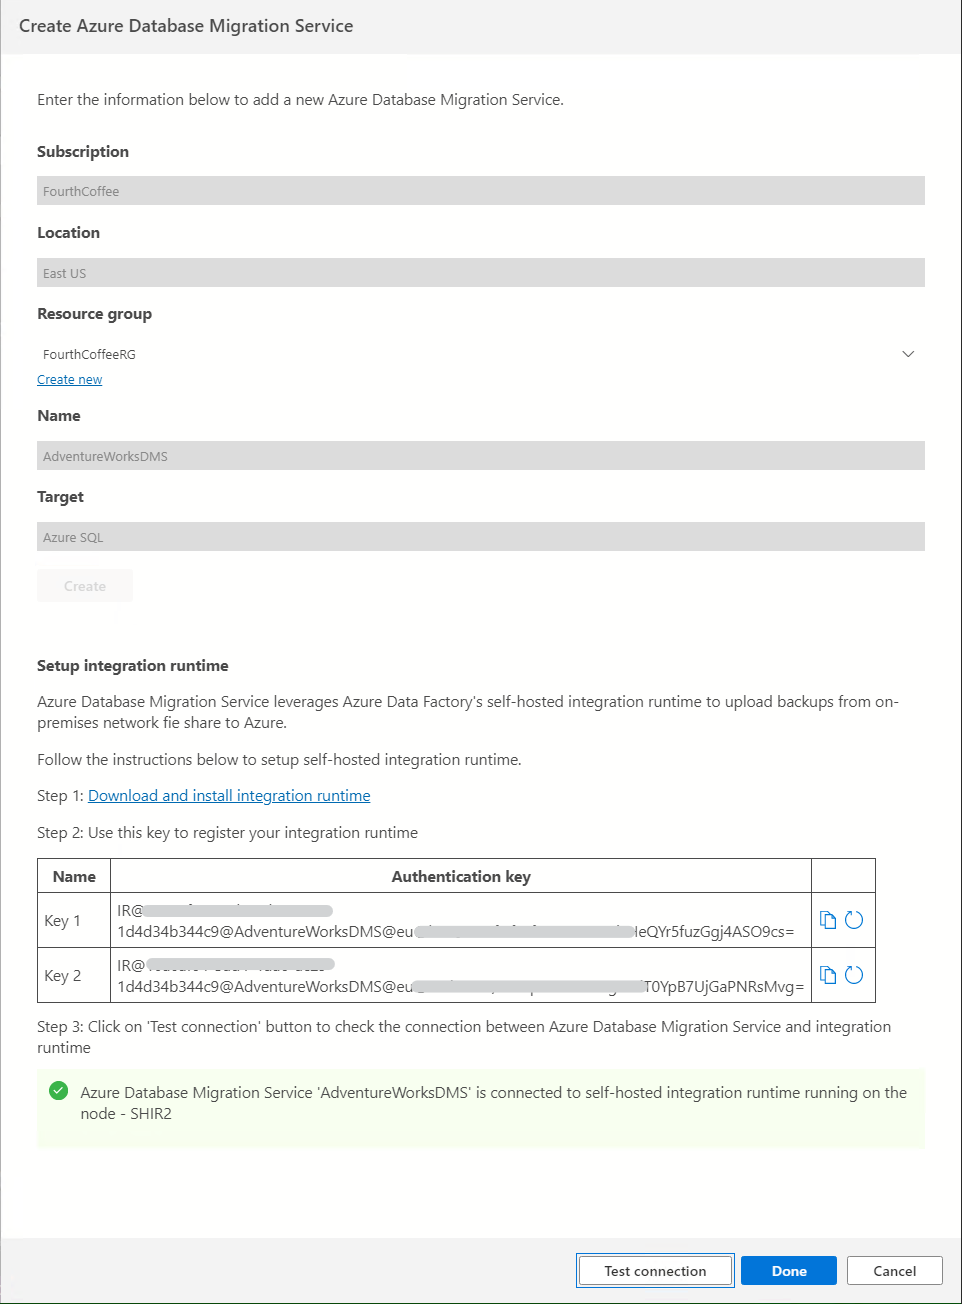 Create Azure Database Migration Service
Enter the information below to add a new Azure Database Migration Service.
Subscription
FourthCoffee
Location
East US
Resource group
FourthCoffeeRG
Create new
Name
AdventureWorksDMS
Target
Azure SQL
Create
Setup integration runtime
Azure Database Migration Service leverages Azure Data Factory's self-hosted integration runtime to upload backups from on-
premises network fie share to Azure.
Follow the instructions below to setup self-hosted integration runtime.
Step 1: Download and install integration runtime
Step 2: Use this key to register your integration runtime
Name Authentication key
Key 1
IR@
1d4d34b344c9@AdventureWorksDMS@eu IeQYr5fuzGgj4ASO9cs=
Key 2
IR@
1d4d34b344c9@AdventureWorksDMS@eu T0YpB7UjGaPNRsMvg=
Step 3: Click on 'Test connection' button to check the connection between Azure Database Migration Service and integration
runtime
Azure Database Migration Service 'AdventureWorksDMS' is connected to self-hosted integration runtime running on the
node - SHIR2
Test connection
Done
Cancel